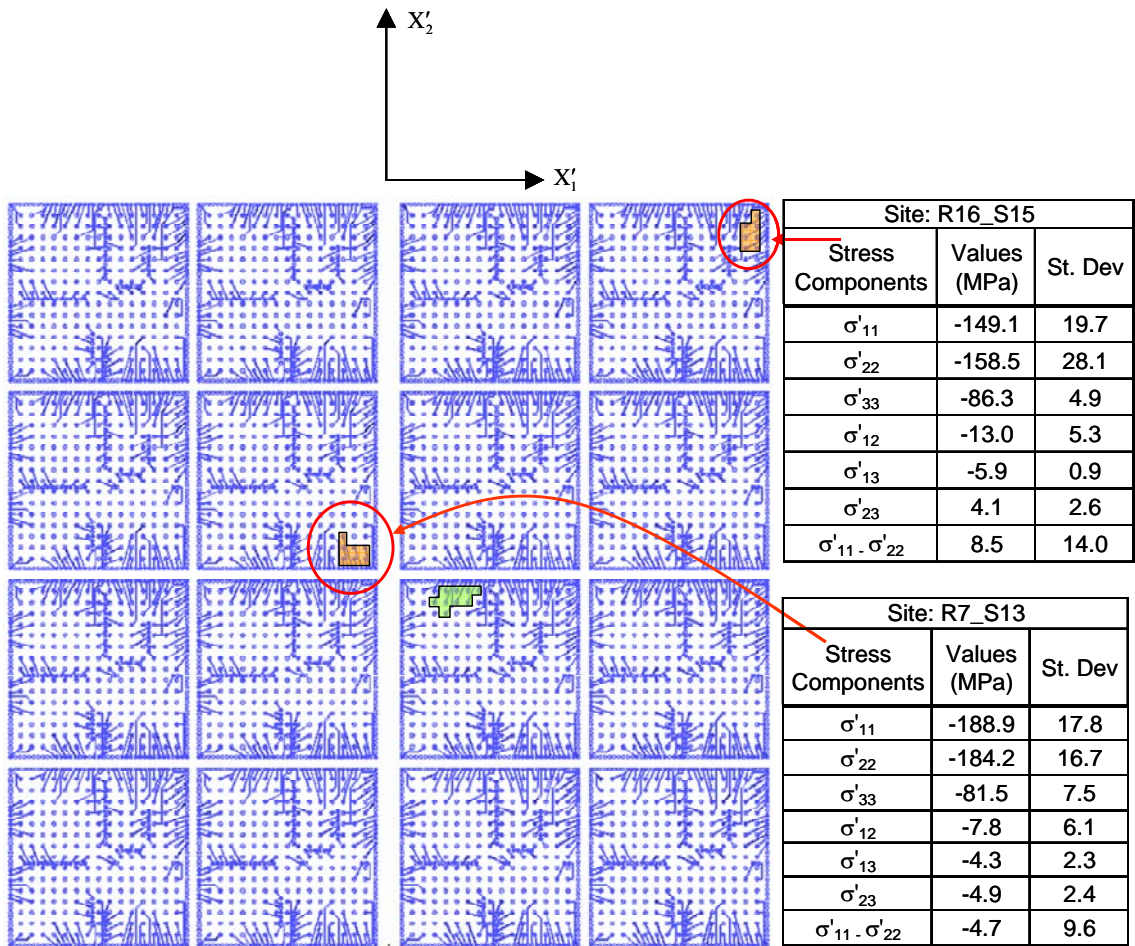 X′₂
X′₁
Site: R16_S15
Stress Components Values (MPa) St. Dev
σ'₁₁ -149.1 19.7
σ'₂₂ -158.5 28.1
σ'₃₃ -86.3 4.9
σ'₁₂ -13.0 5.3
σ'₁₃ -5.9 0.9
σ'₂₃ 4.1 2.6
σ'₁₁ - σ'₂₂ 8.5 14.0
Site: R7_S13
Stress Components Values (MPa) St. Dev
σ'₁₁ -188.9 17.8
σ'₂₂ -184.2 16.7
σ'₃₃ -81.5 7.5
σ'₁₂ -7.8 6.1
σ'₁₃ -4.3 2.3
σ'₂₃ -4.9 2.4
σ'₁₁ - σ'₂₂ -4.7 9.6